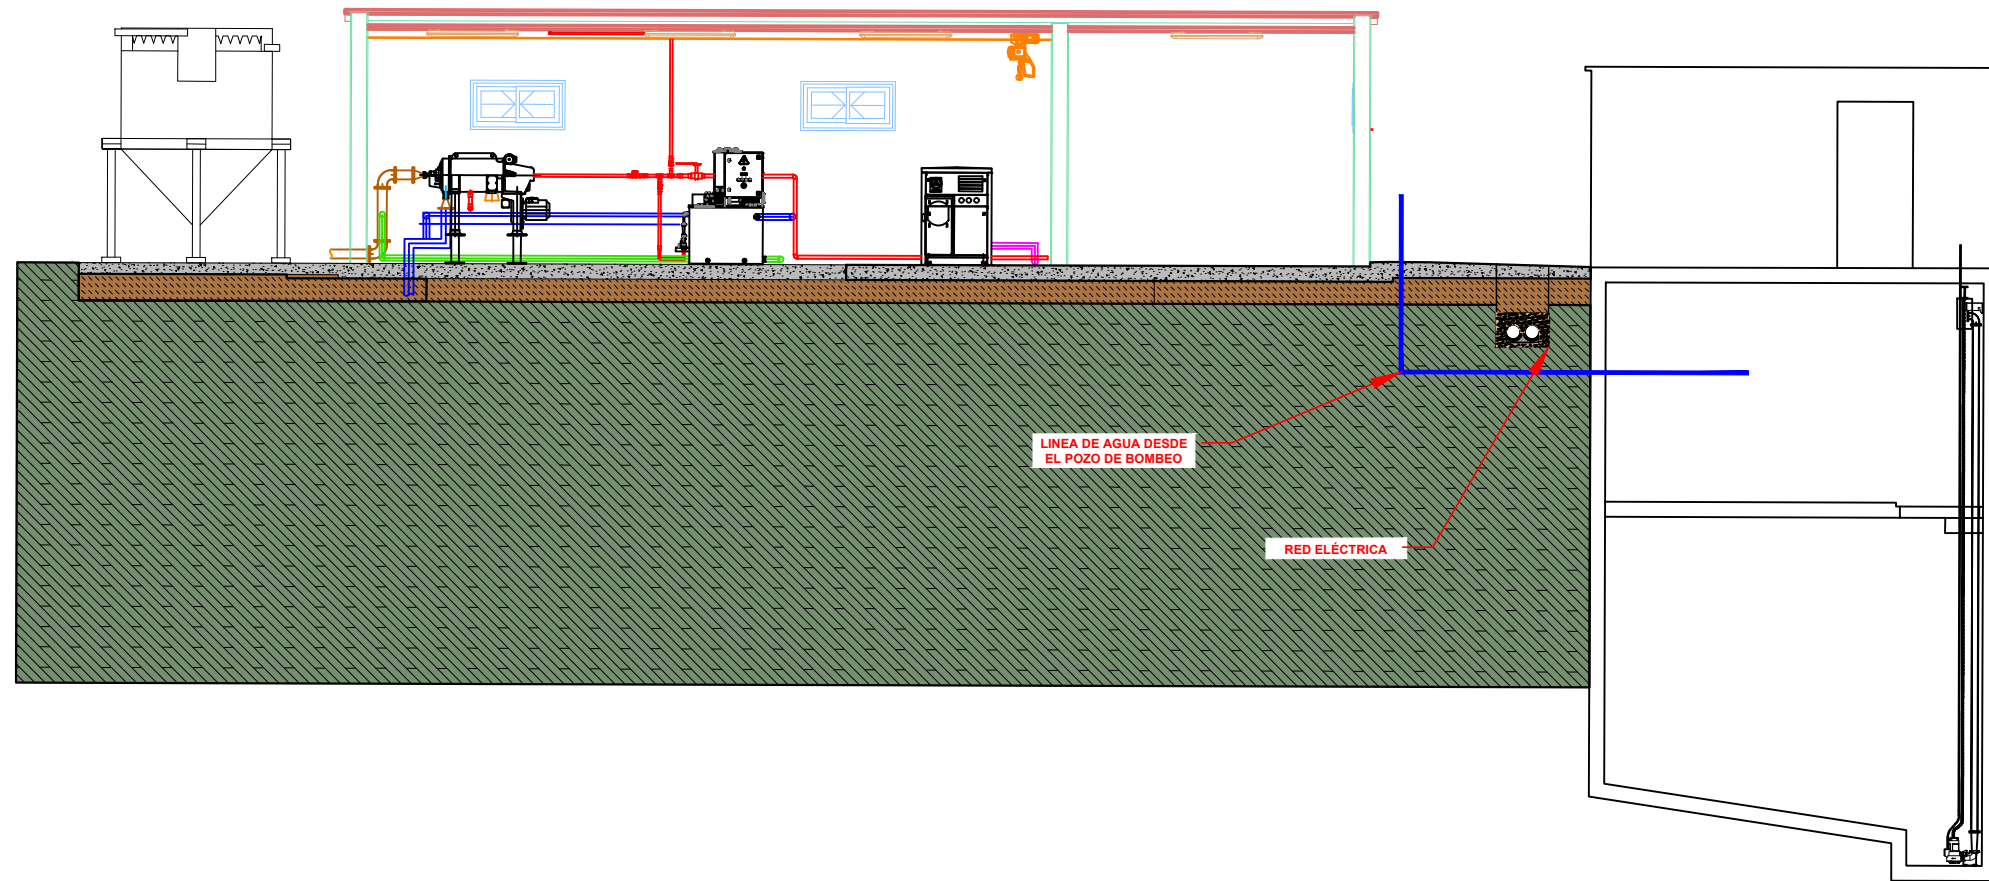 LINEA DE AGUA DESDE
EL POZO DE BOMBEO
RED ELÉCTRICA